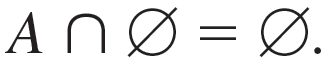 A ∩ ∅ = ∅.